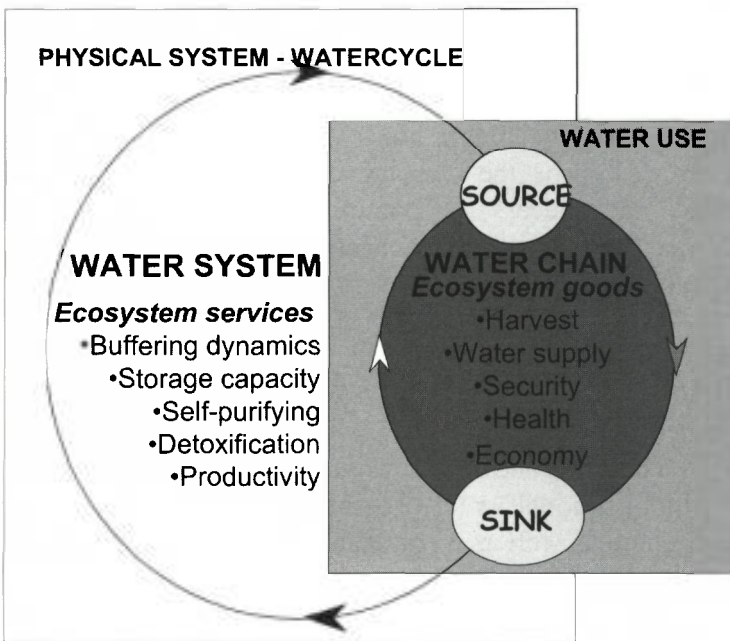 PHYSICAL SYSTEM - WATERCYCLE
WATER USE
SOURCE
WATER SYSTEM
Ecosystem services
•Buffering dynamics
•Storage capacity
•Self-purifying
•Detoxification
•Productivity
WATER CHAIN
Ecosystem goods
•Harvest
•Water supply
•Security
•Health
•Economy
SINK